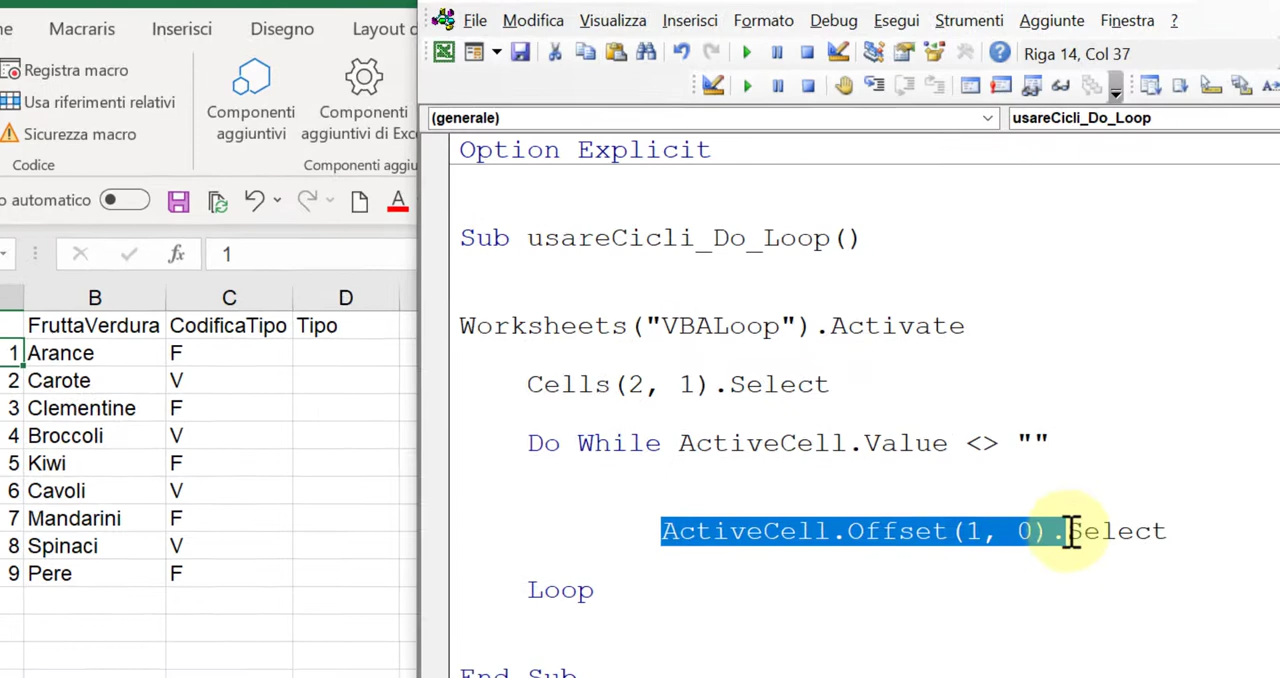 File Modifica Visualizza Inserisci Formato Debug Esegui Strumenti Aggiunte Finestra ?
Macraris Inserisci Disegno Layout
Riga 14, Col 37
Registra macro
Usa riferimenti relativi
Sicurezza macro
Codice
Componenti aggiuntivi
Componenti aggiuntivi di Exce
Componenti aggiu
o automatico
A
fx 1
(generale) usareCicli_Do_Loop
B C D
FruttaVerdura CodificaTipo Tipo
1 Arance F
2 Carote V
3 Clementine F
4 Broccoli V
5 Kiwi F
6 Cavoli V
7 Mandarini F
8 Spinaci V
9 Pere F
Option Explicit
Sub usareCicli_Do_Loop()
Worksheets("VBALoop").Activate
Cells(2, 1).Select
Do While ActiveCell.Value <> ""
ActiveCell.Offset(1, 0).Select
Loop
End Sub